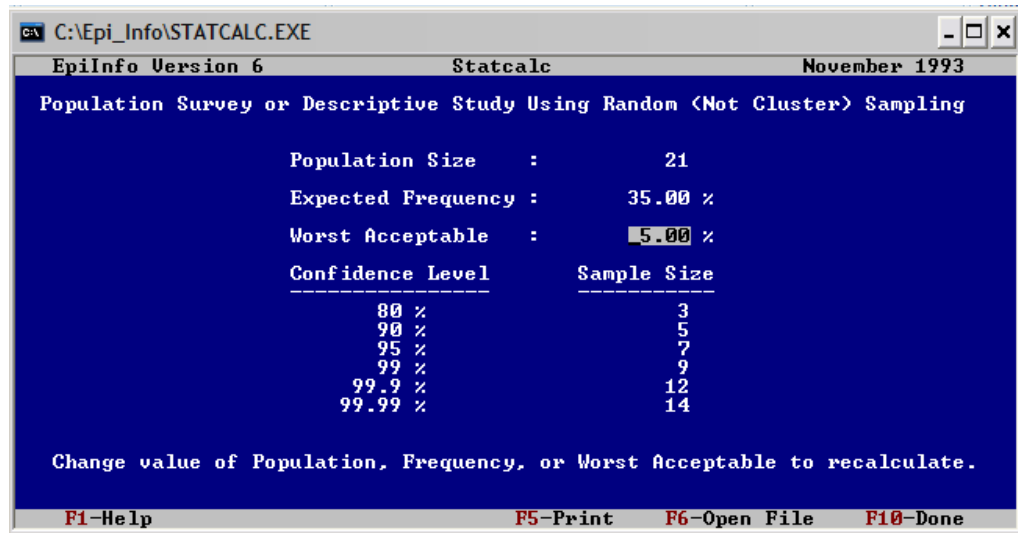 C:\Epi_Info\STATCALC.EXE
EpiInfo Version 6 Statcalc November 1993
Population Survey or Descriptive Study Using Random (Not Cluster) Sampling
Population Size : 21
Expected Frequency : 35.00 %
Worst Acceptable : 5.00 %
Confidence Level Sample Size
80 % 3
90 % 5
95 % 7
99 % 9
99.9 % 12
99.99 % 14
Change value of Population, Frequency, or Worst Acceptable to recalculate.
F1-Help F5-Print F6-Open File F10-Done